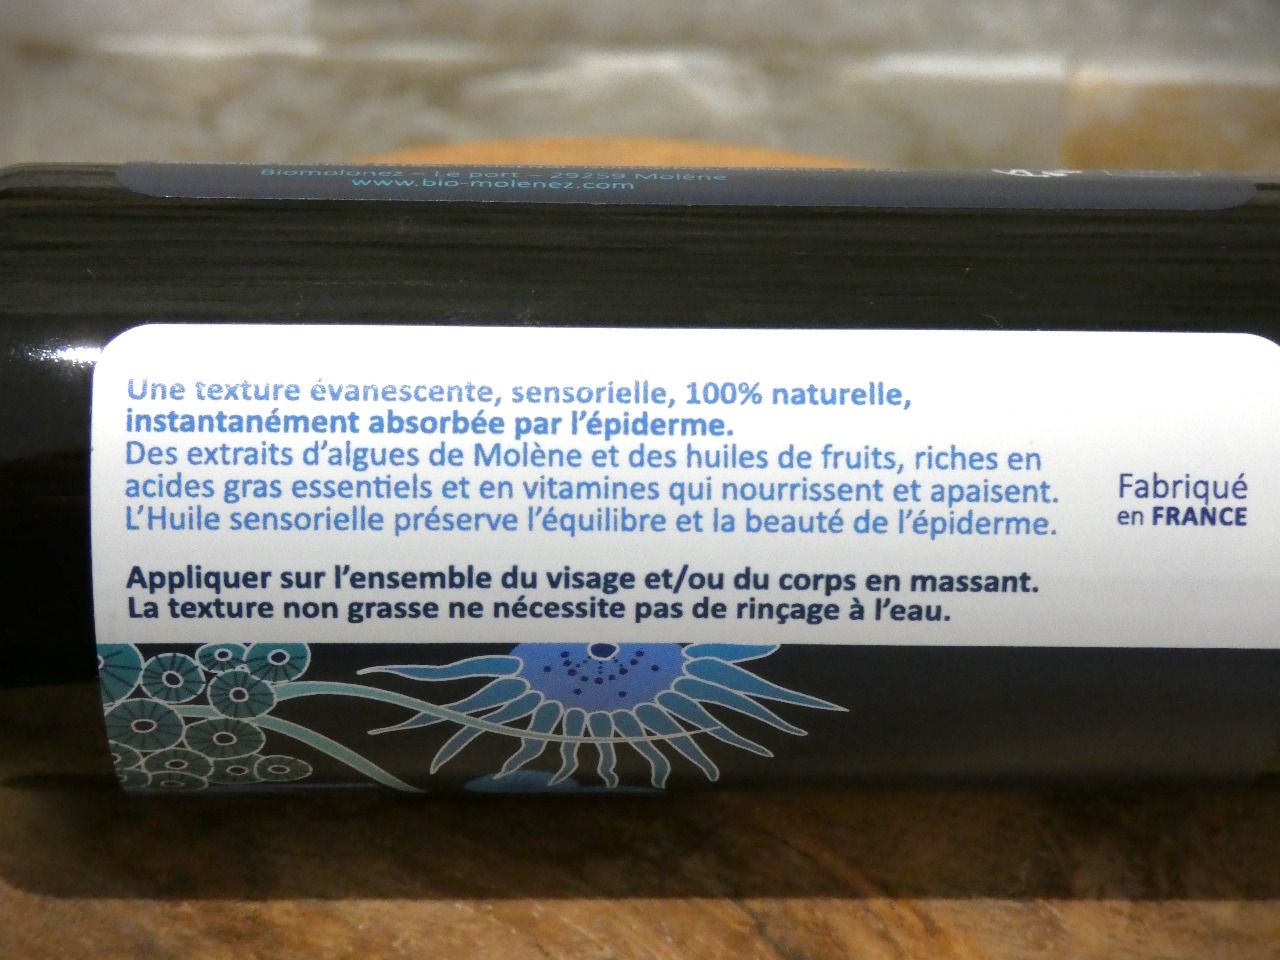 Biomolenez – Le port – 29259 Molène
www.bio-molenez.com
Une texture évanescente, sensorielle, 100% naturelle,
instantanément absorbée par l'épiderme.
Des extraits d'algues de Molène et des huiles de fruits, riches en
acides gras essentiels et en vitamines qui nourrissent et apaisent.
L'Huile sensorielle préserve l'équilibre et la beauté de l'épiderme.
Fabriqué
en FRANCE
Appliquer sur l'ensemble du visage et/ou du corps en massant.
La texture non grasse ne nécessite pas de rinçage à l'eau.